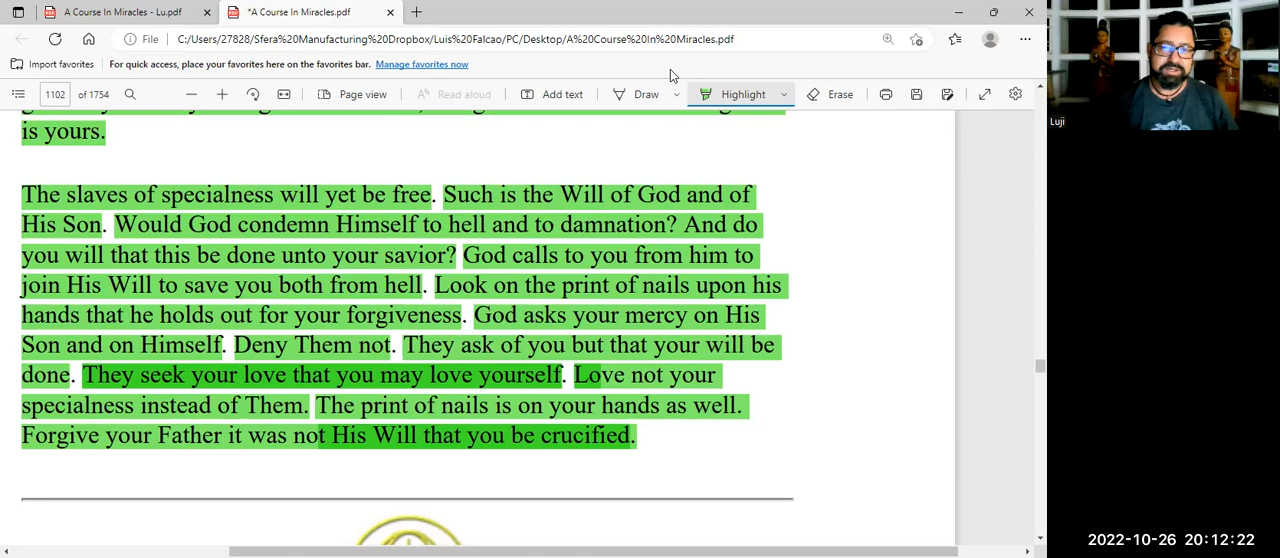 A Course In Miracles - Lu.pdf
*A Course In Miracles.pdf
File
C:/Users/27828/Sfera%20Manufacturing%20Dropbox/Luis%20Falcao/PC/Desktop/A%20Course%20In%20Miracles.pdf
Import favorites
For quick access, place your favorites here on the favorites bar. Manage favorites now
1102 of 1754
Page view
Read aloud
Add text
Draw
Highlight
Erase
is yours.
The slaves of specialness will yet be free. Such is the Will of God and of
His Son. Would God condemn Himself to hell and to damnation? And do
you will that this be done unto your savior? God calls to you from him to
join His Will to save you both from hell. Look on the print of nails upon his
hands that he holds out for your forgiveness. God asks your mercy on His
Son and on Himself. Deny Them not. They ask of you but that your will be
done. They seek your love that you may love yourself. Love not your
specialness instead of Them. The print of nails is on your hands as well.
Forgive your Father it was not His Will that you be crucified.
Luji
2022-10-26 20:12:22